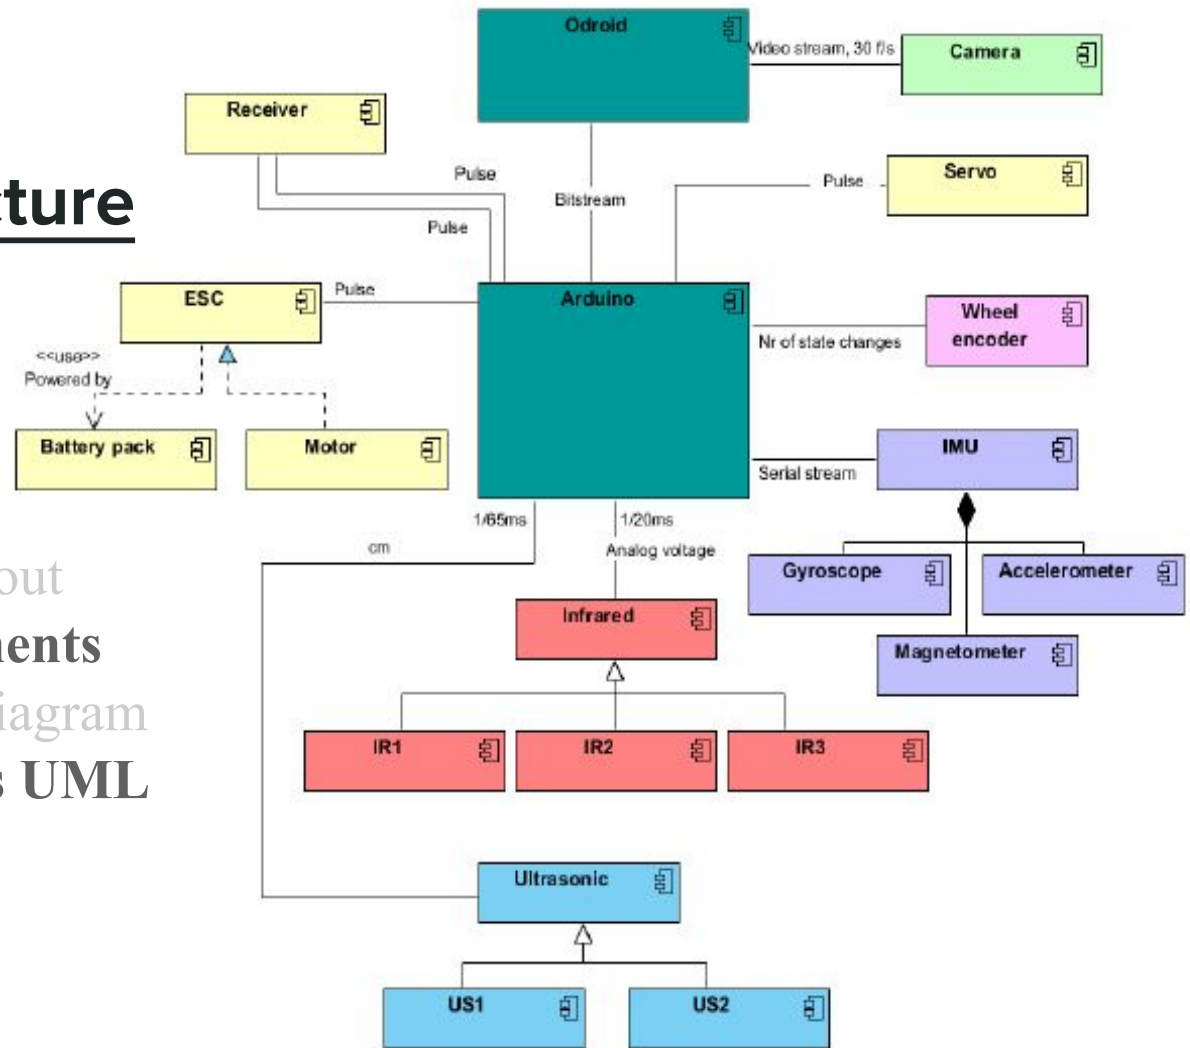 Odroid
Video stream, 30 f/s
Camera
Receiver
Pulse
Pulse
Bitstream
Pulse
Servo
cture
ESC
Pulse
Arduino
Wheel
encoder
Nr of state changes
<<use>>
Powered by
Battery pack
Motor
IMU
Serial stream
1/65ms
1/20ms
cm
Analog voltage
Gyroscope
Accelerometer
out
Infrared
nents
Magnetometer
iagram
IR1
IR2
IR3
s UML
Ultrasonic
US1
US2